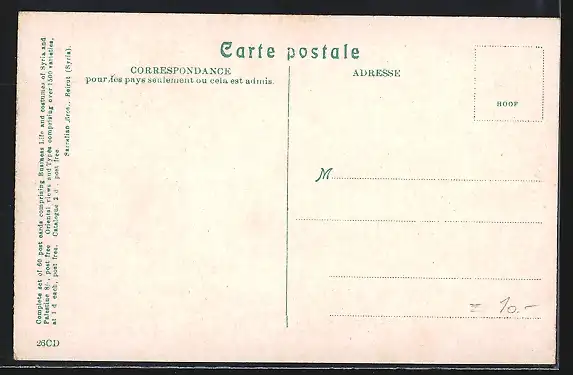 Carte postale
CORRESPONDANCE
pour les pays seulement ou cela est admis.
ADRESSE
HOOF
M
= 10.-
Complete set of 60 post cards comprising Business Life and costumes of Syria and
Palestine 8/-, post free Oriental views and Types comprising over 1500 varieties,
at 1 d each, post free. Catalogue 2 d. post free.
Sarrafian Bros., Beirut (Syria).
26CD